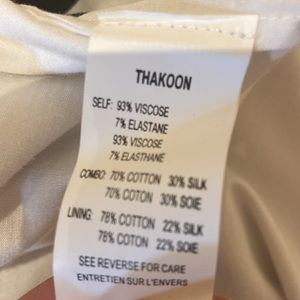 THAKOON
SELF: 93% VISCOSE
7% ELASTANE
93% VISCOSE
7% ELASTHANE
COMBO: 70% COTTON 30% SILK
70% COTON 30% SOIE
LINING: 78% COTTON 22% SILK
78% COTON 22% SOIE
SEE REVERSE FOR CARE
ENTRETIEN SUR L'ENVERS